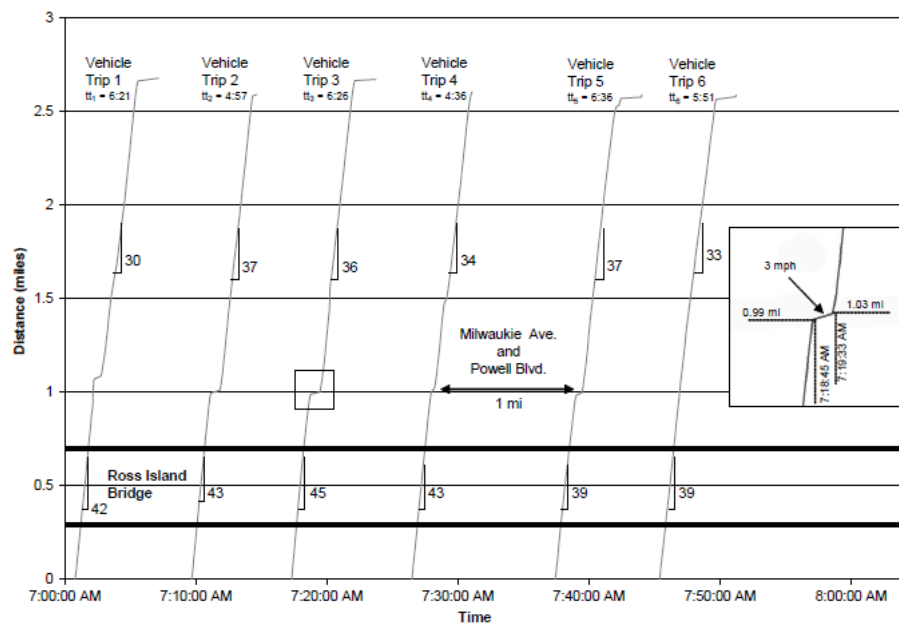 3
Vehicle
Trip 1
tt₁ = 6:21
Vehicle
Trip 2
tt₂ = 4:57
Vehicle
Trip 3
tt₃ = 6:26
Vehicle
Trip 4
tt₄ = 4:36
Vehicle
Trip 5
tt₅ = 6:36
Vehicle
Trip 6
tt₆ = 5:51
2.5
2
30
37
36
34
37
33
3 mph
0.99 mi
1.03 mi
7:18:45 AM
7:19:33 AM
1.5
Distance (miles)
Milwaukie Ave.
and
Powell Blvd.
1
1 mi
Ross Island
Bridge
0.5
42
43
45
43
39
39
0
7:00:00 AM
7:10:00 AM
7:20:00 AM
7:30:00 AM
7:40:00 AM
7:50:00 AM
8:00:00 AM
Time